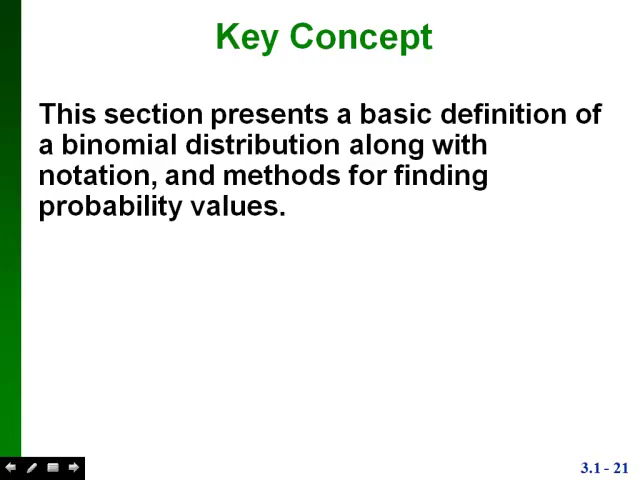 Key Concept
This section presents a basic definition of
a binomial distribution along with
notation, and methods for finding
probability values.
3.1 - 21